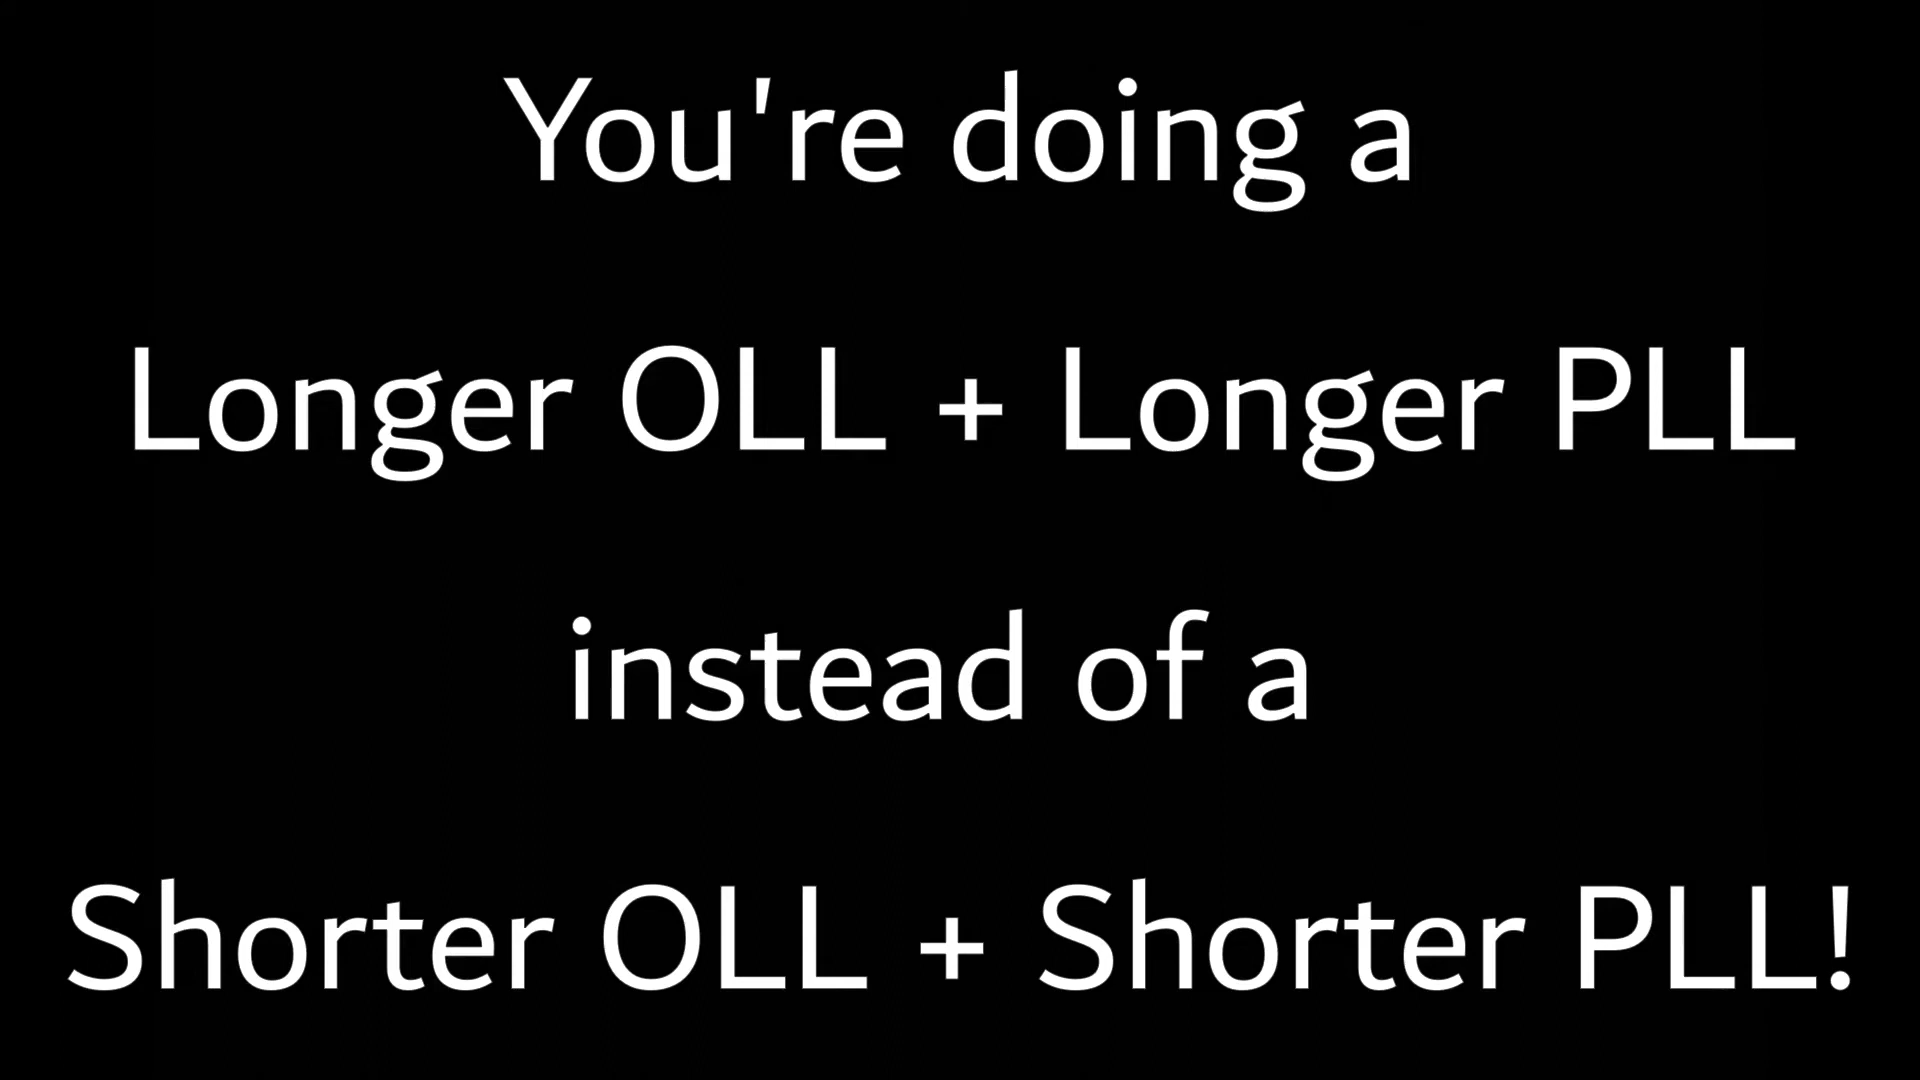 You're doing a
Longer OLL + Longer PLL
instead of a
Shorter OLL + Shorter PLL!